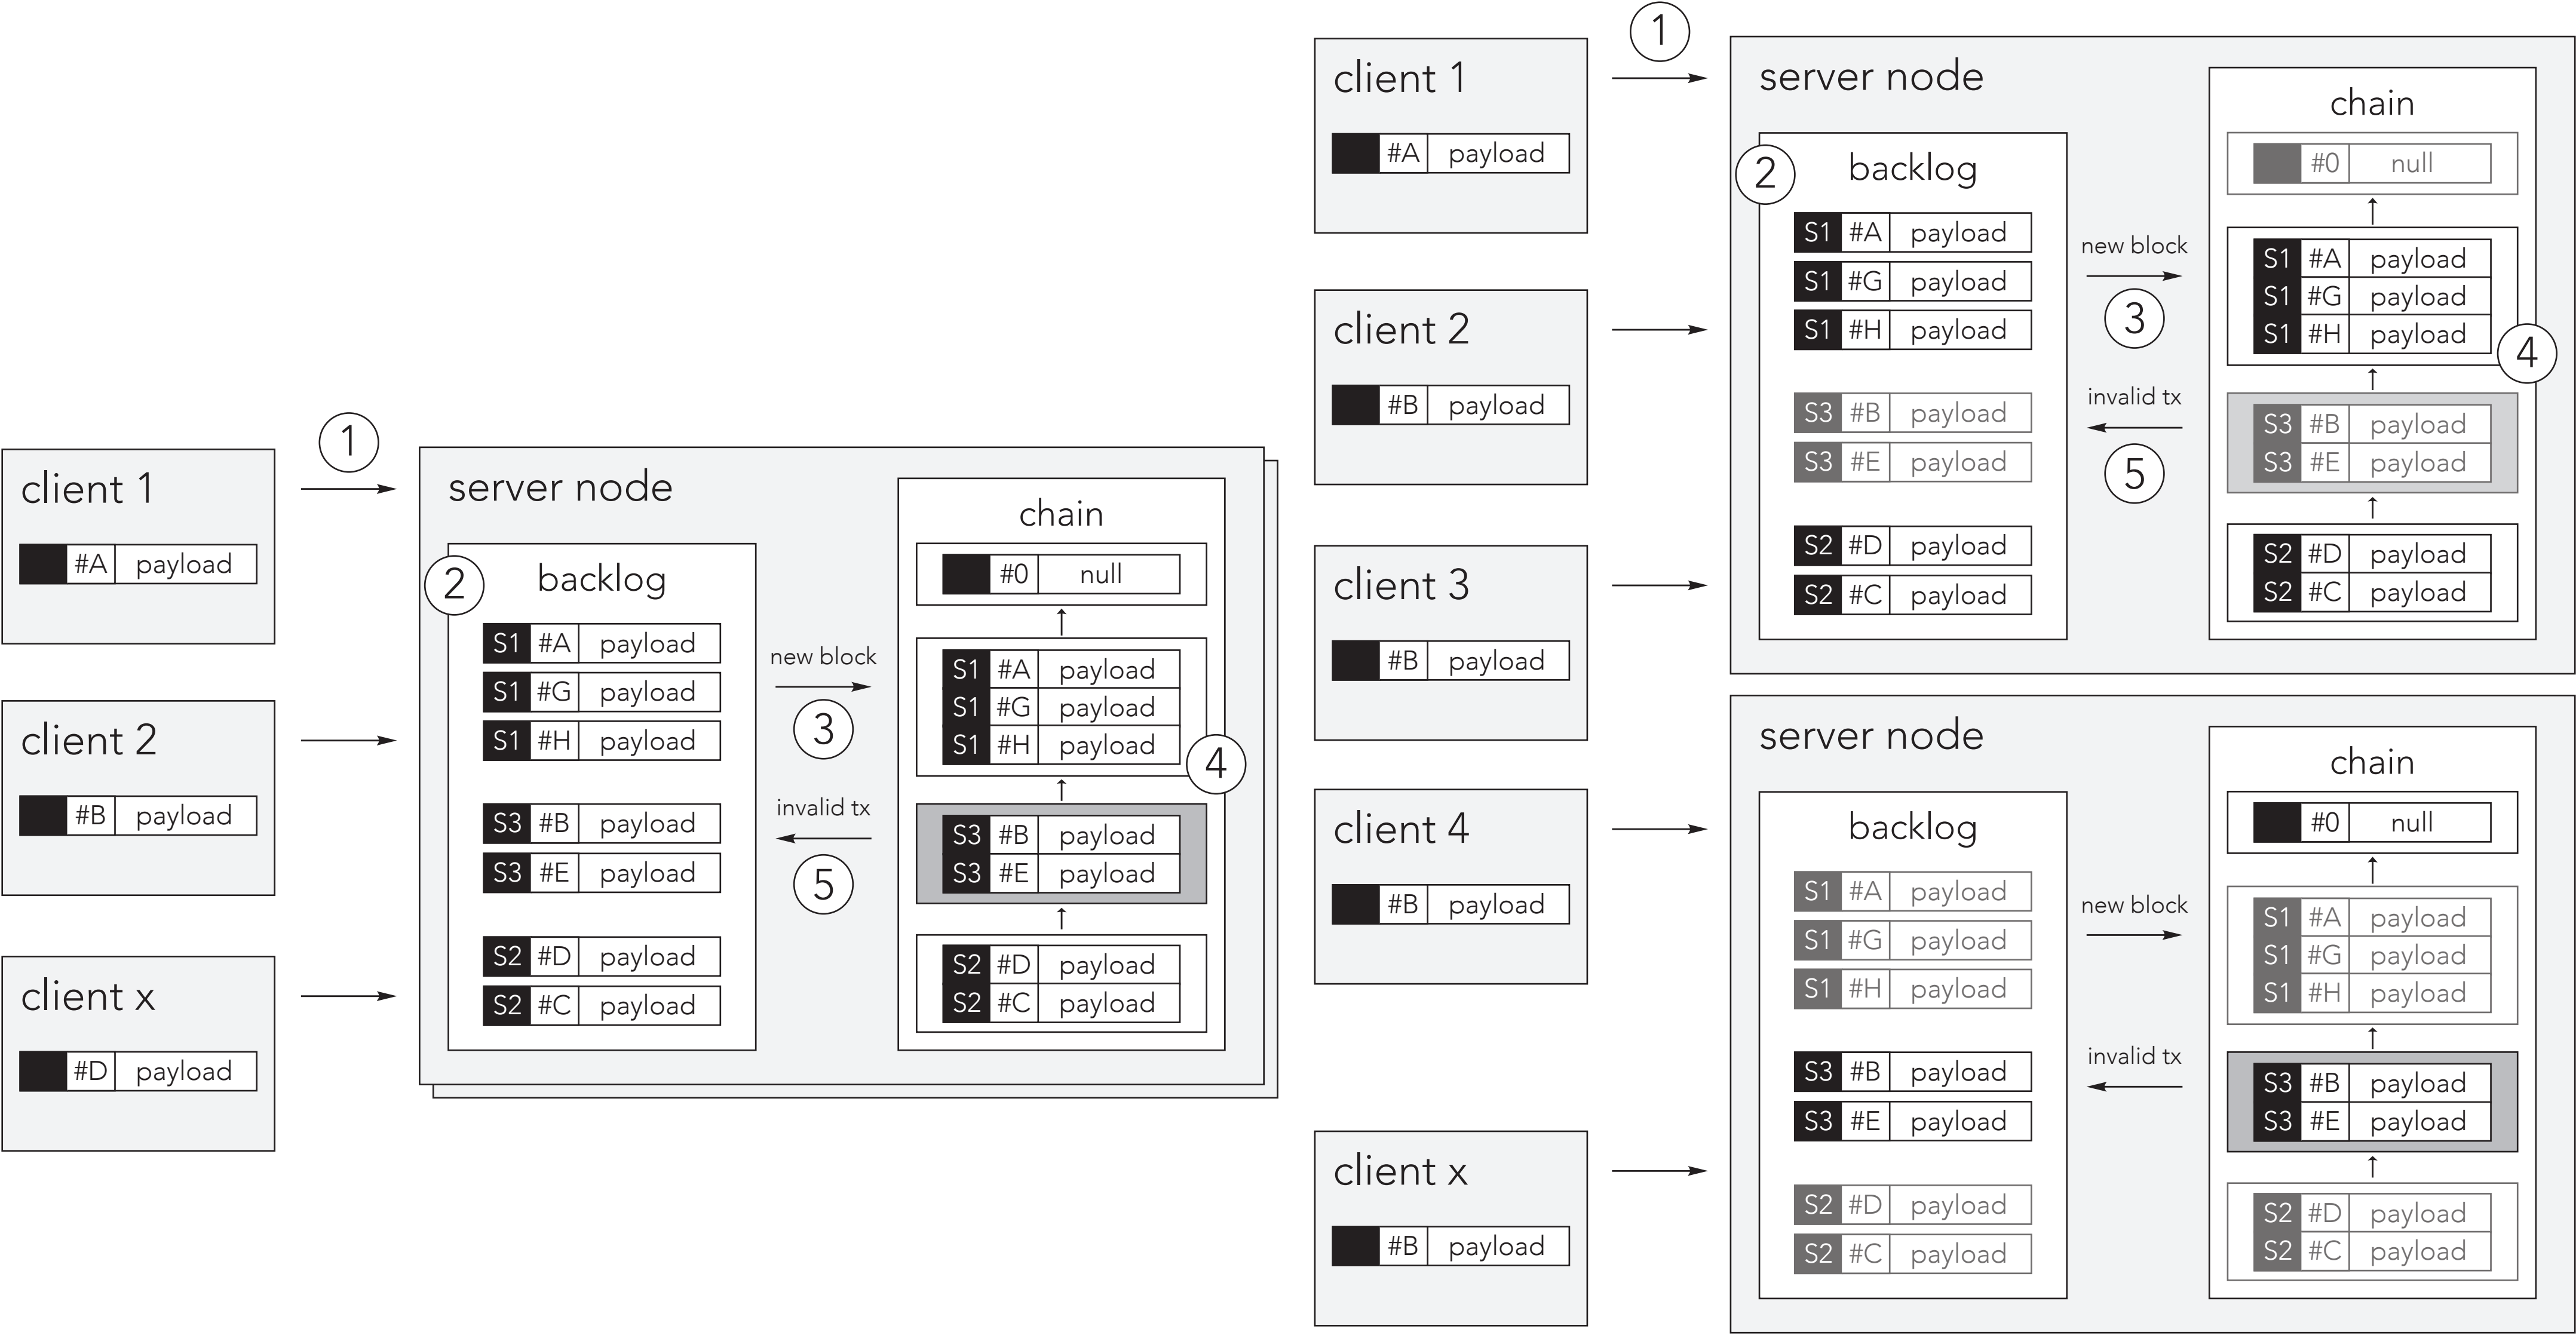 client 1
#A payload
client 2
#B payload
client x
#D payload
1
server node
2
backlog
S1 #A payload
S1 #G payload
S1 #H payload
S3 #B payload
S3 #E payload
S2 #D payload
S2 #C payload
new block
3
invalid tx
5
chain
#0 null
S1 #A payload
S1 #G payload
S1 #H payload
4
S3 #B payload
S3 #E payload
S2 #D payload
S2 #C payload
client 1
#A payload
client 2
#B payload
client 3
#B payload
client 4
#B payload
client x
#B payload
1
server node
2
backlog
S1 #A payload
S1 #G payload
S1 #H payload
S3 #B payload
S3 #E payload
S2 #D payload
S2 #C payload
new block
3
invalid tx
5
chain
#0 null
S1 #A payload
S1 #G payload
S1 #H payload
4
S3 #B payload
S3 #E payload
S2 #D payload
S2 #C payload
server node
backlog
S1 #A payload
S1 #G payload
S1 #H payload
S3 #B payload
S3 #E payload
S2 #D payload
S2 #C payload
new block
invalid tx
chain
#0 null
S1 #A payload
S1 #G payload
S1 #H payload
S3 #B payload
S3 #E payload
S2 #D payload
S2 #C payload